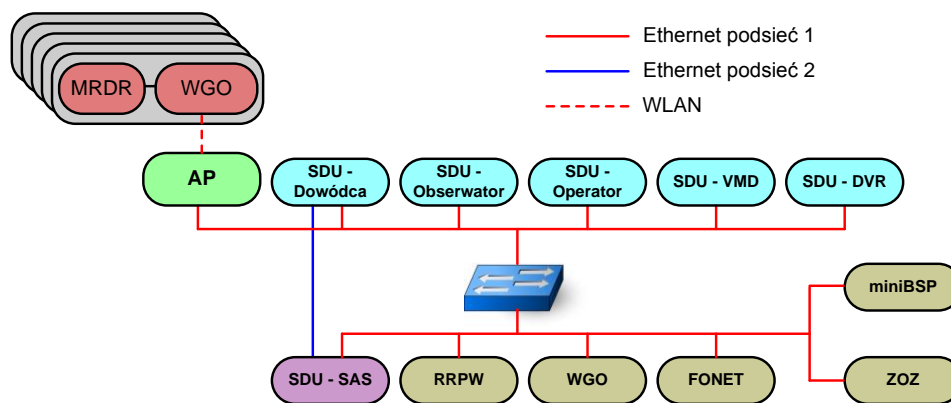 Ethernet podsieć 1
Ethernet podsieć 2
WLAN
MRDR
WGO
AP
SDU -
Dowódca
SDU -
Obserwator
SDU -
Operator
SDU - VMD
SDU - DVR
miniBSP
SDU - SAS
RRPW
WGO
FONET
ZOZ